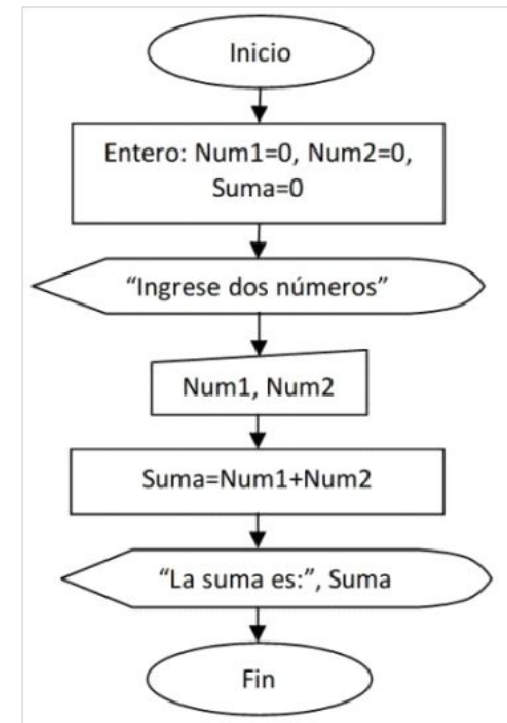 Inicio
Entero: Num1=0, Num2=0,
Suma=0
“Ingrese dos números”
Num1, Num2
Suma=Num1+Num2
“La suma es:”, Suma
Fin